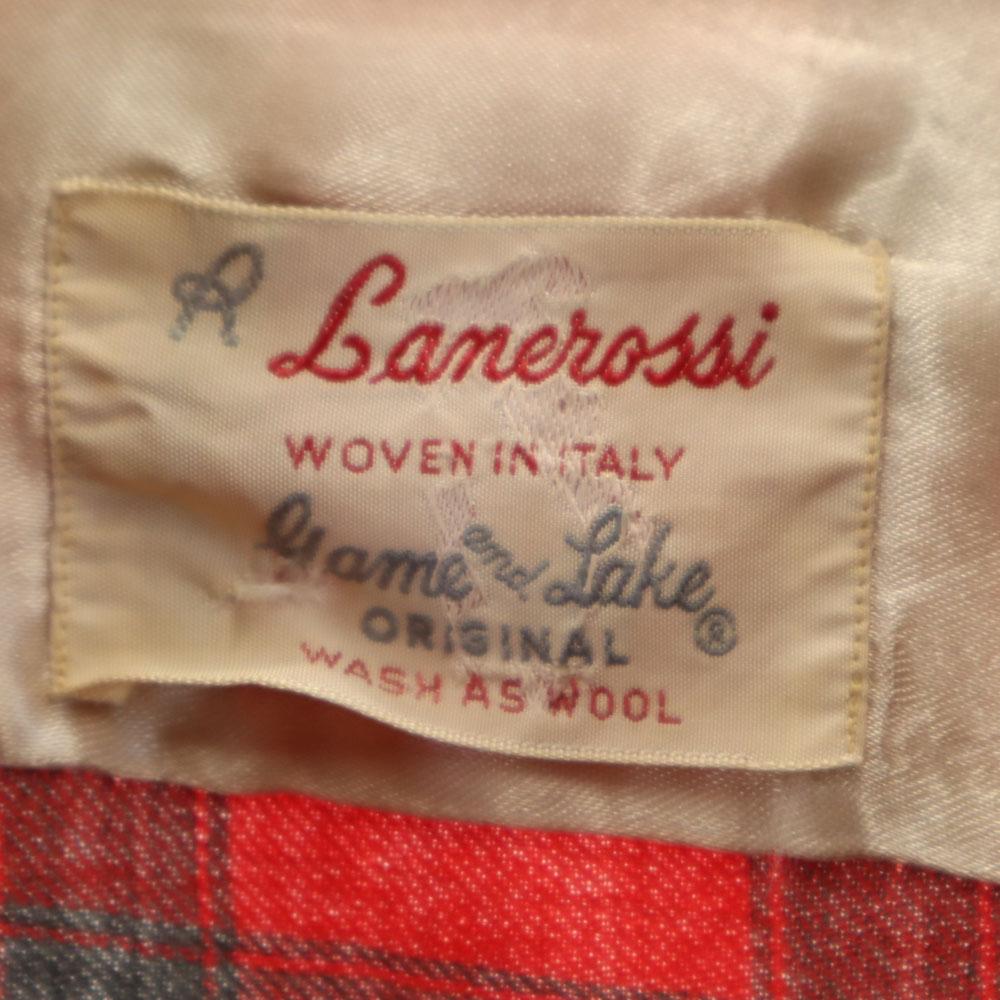 R Lanerossi
WOVEN IN ITALY
Game and Lake ®
ORIGINAL
WASH AS WOOL